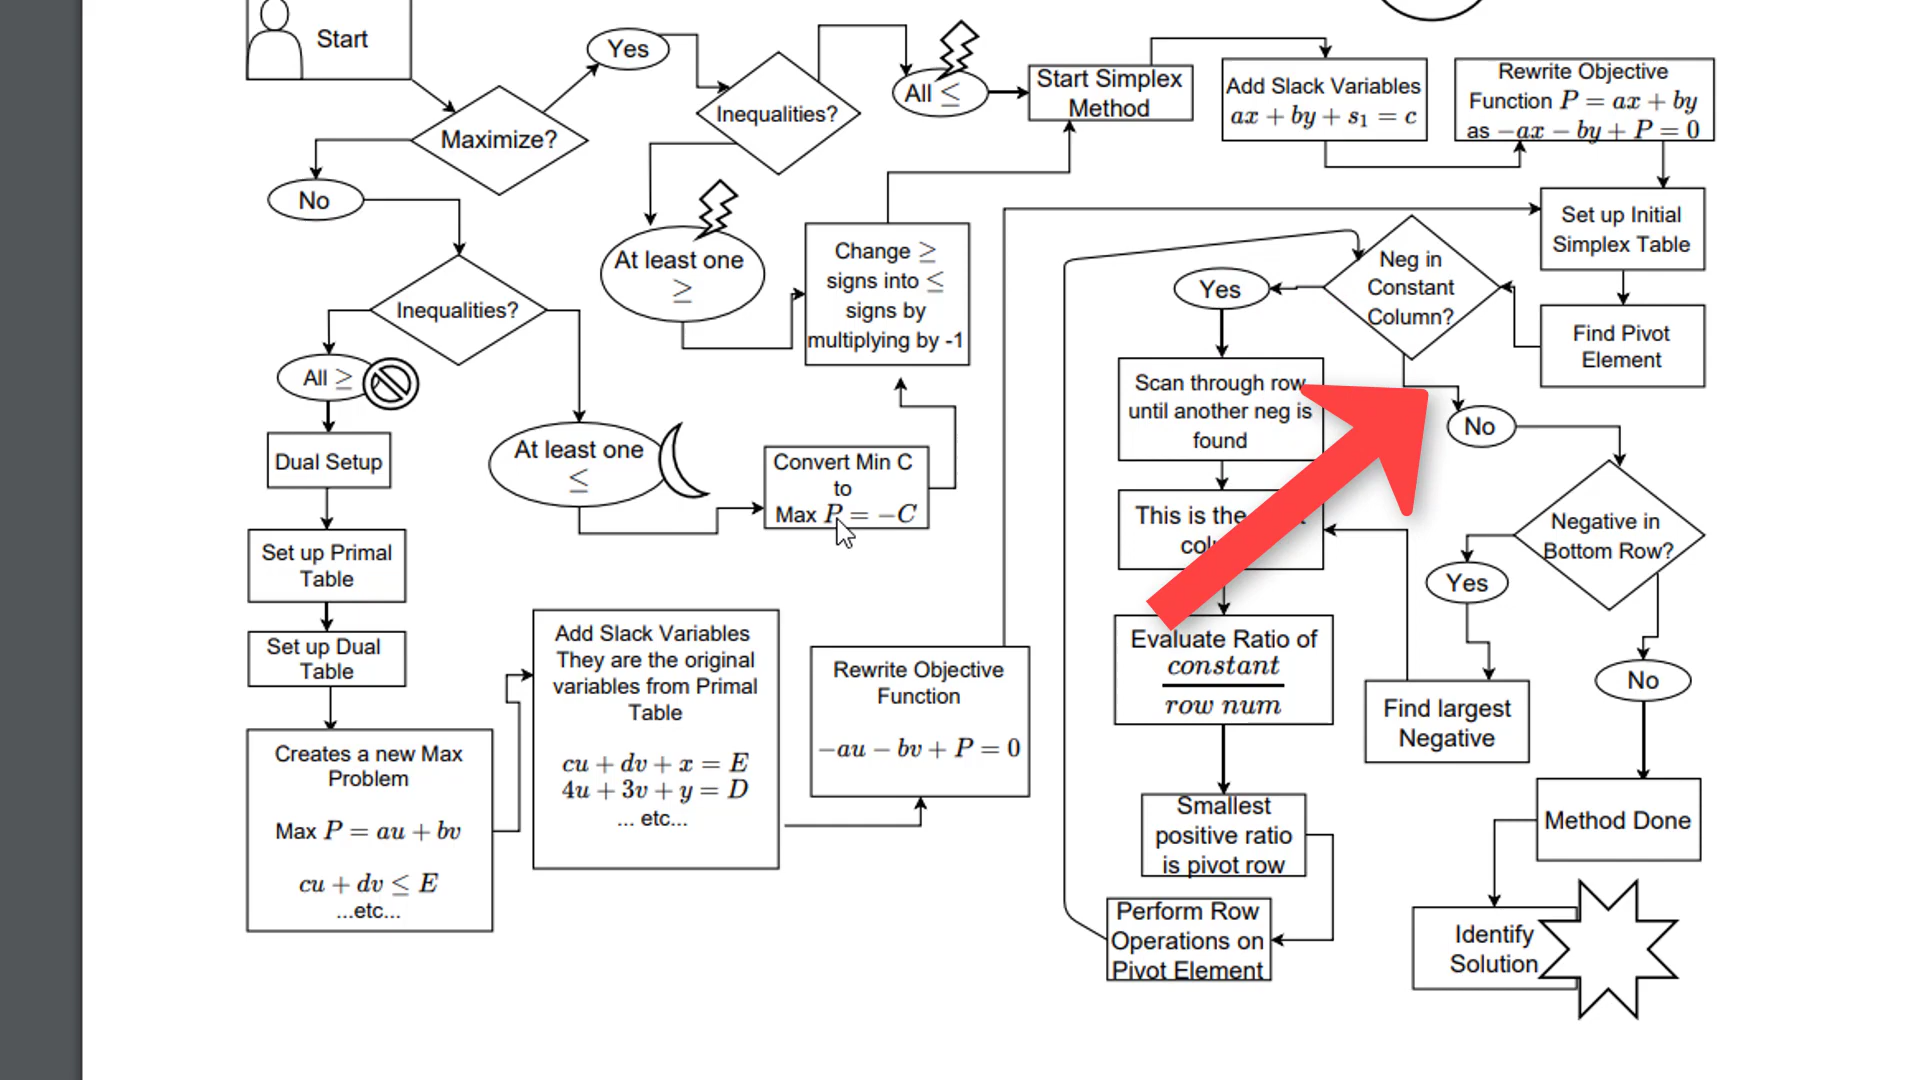 Start
Maximize?
Yes
No
Inequalities?
All ≤
Start Simplex
Method
Add Slack Variables
ax + by + s₁ = c
Rewrite Objective
Function P = ax + by
as −ax − by + P = 0
At least one
≥
Change ≥
signs into ≤
signs by
multiplying by -1
Set up Initial
Simplex Table
Find Pivot
Element
Neg in
Constant
Column?
Yes
No
Inequalities?
All ≥
Dual Setup
Set up Primal
Table
Set up Dual
Table
Creates a new Max
Problem
Max P = au + bv
cu + dv ≤ E
...etc...
At least one
≤
Convert Min C
to
Max P = −C
Add Slack Variables
They are the original
variables from Primal
Table
cu + dv + x = E
4u + 3v + y = D
... etc...
Rewrite Objective
Function
−au − bv + P = 0
Scan through row
until another neg is
found
This is the
Evaluate Ratio of
constant
row num
Smallest
positive ratio
is pivot row
Perform Row
Operations on
Pivot Element
Negative in
Bottom Row?
Yes
No
Find largest
Negative
Method Done
Identify
Solution